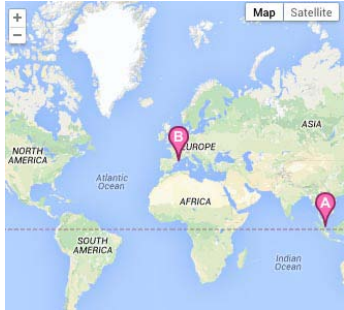 +
−
Map Satellite
B
EUROPE
ASIA
NORTH
AMERICA
Atlantic
Ocean
AFRICA
A
SOUTH
AMERICA
Indian
Ocean